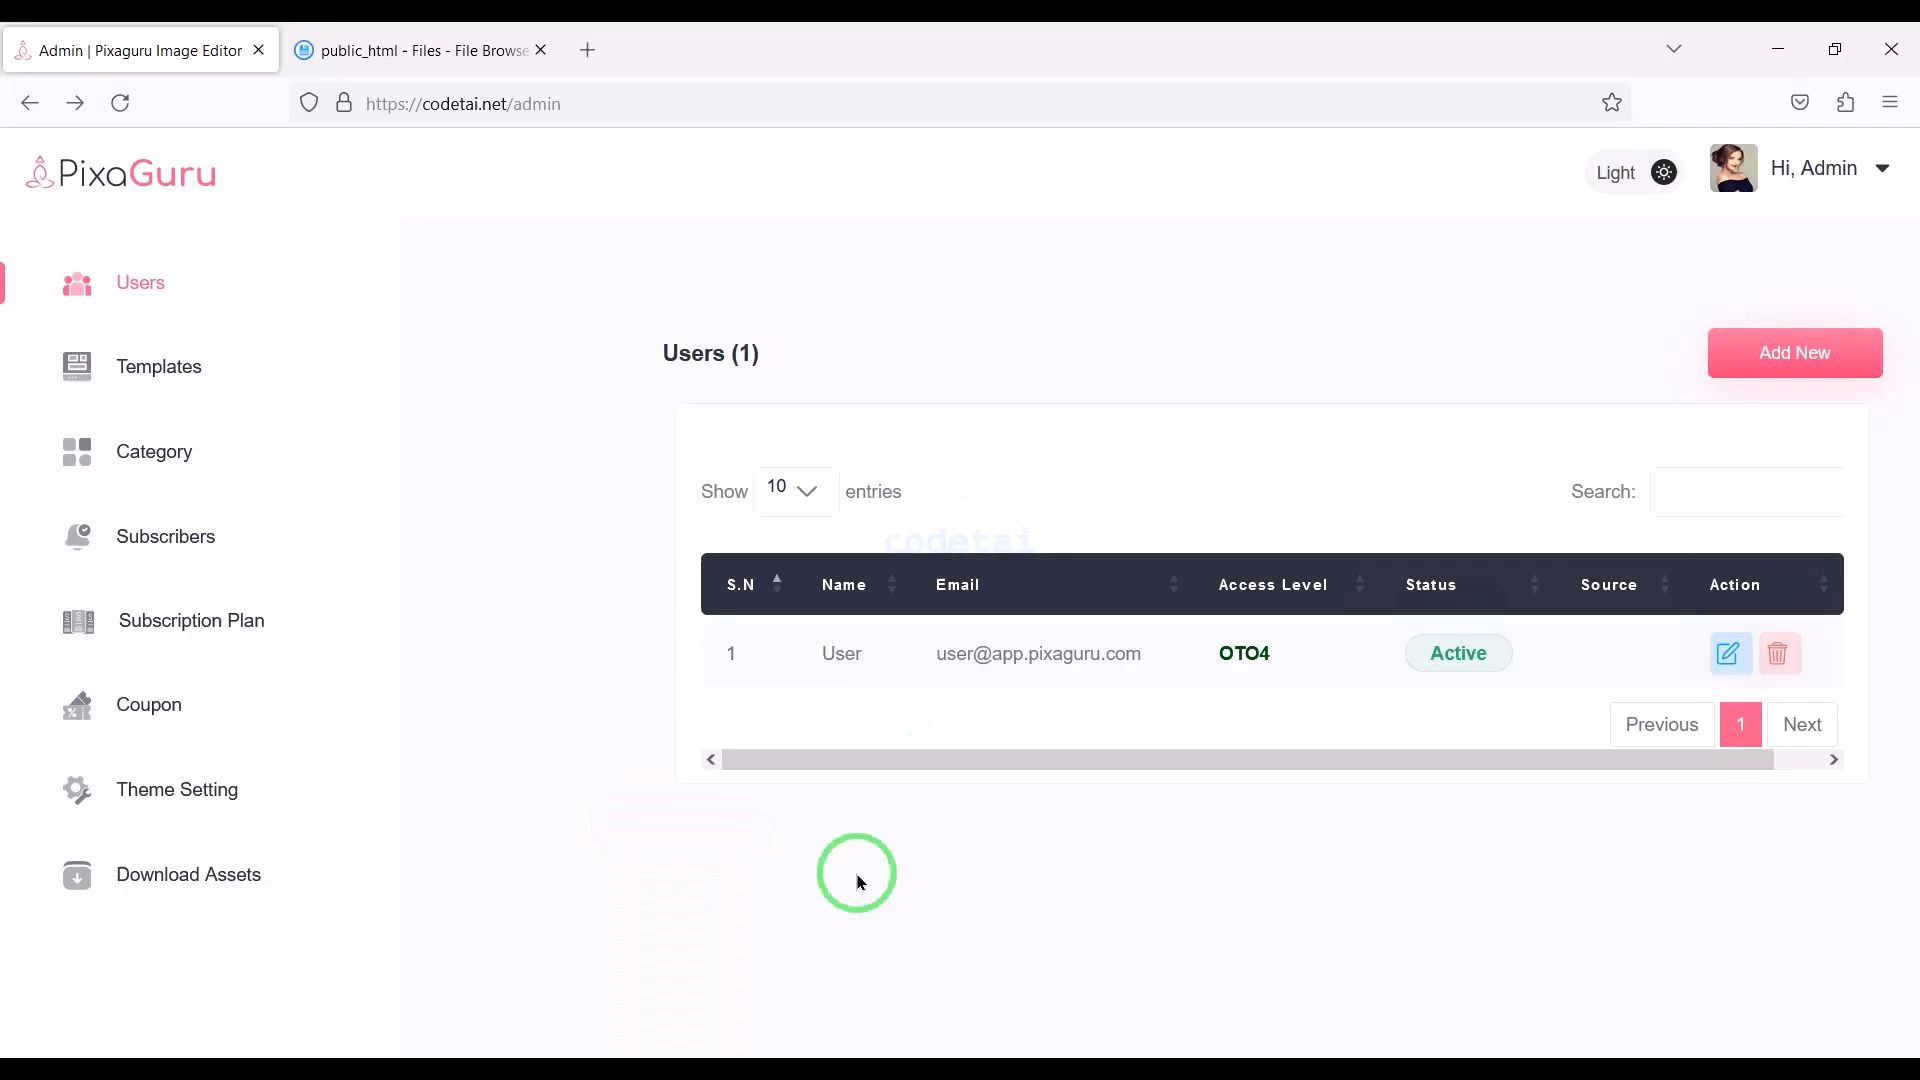 Admin | Pixaguru Image Editor
public_html - Files - File Browse
https://codetai.net/admin
PixaGuru
Light
Hi, Admin
Users
Templates
Category
Subscribers
Subscription Plan
Coupon
Theme Setting
Download Assets
Users (1)
Add New
Show 10 entries
Search:
codetai
S.N Name Email Access Level Status Source Action
1 User user@app.pixaguru.com OTO4 Active
Previous 1 Next